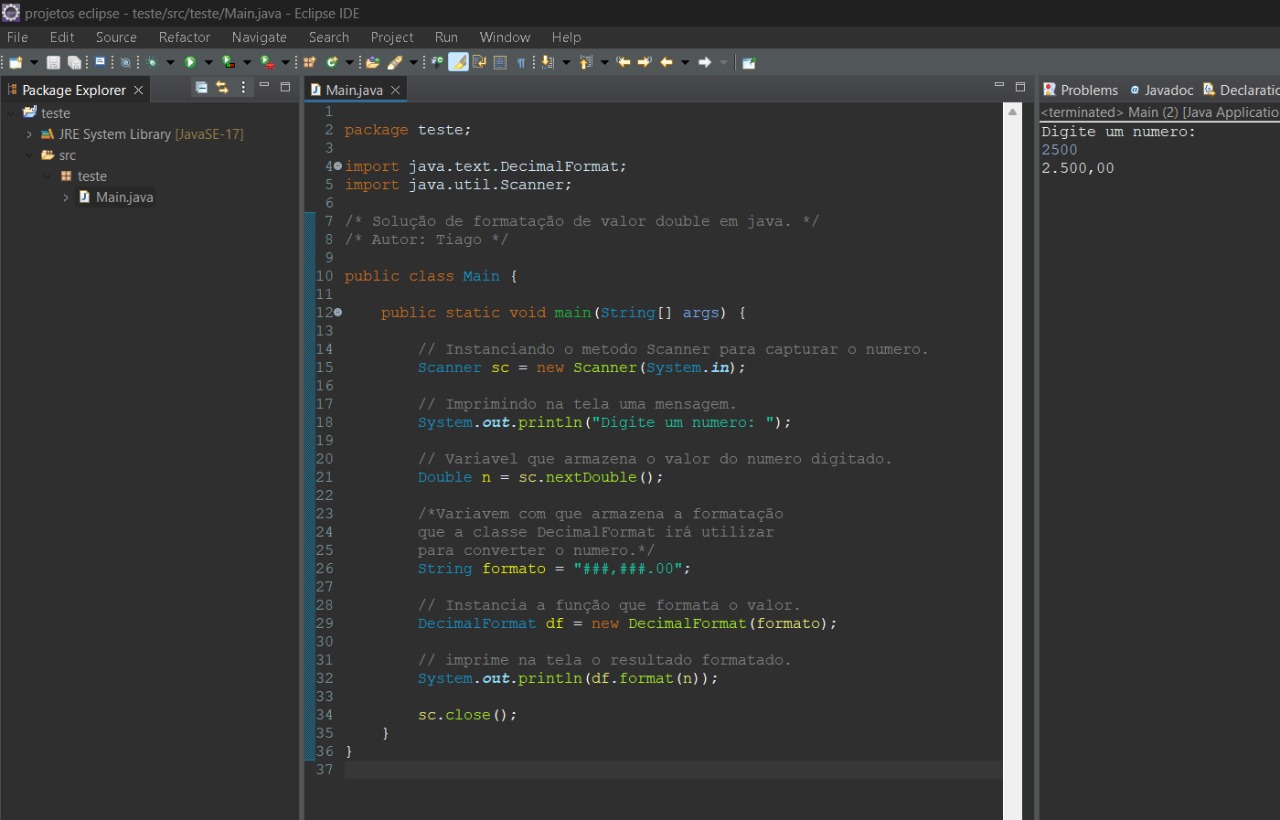 projetos eclipse - teste/src/teste/Main.java - Eclipse IDE
File Edit Source Refactor Navigate Search Project Run Window Help
Package Explorer
teste
JRE System Library [JavaSE-17]
src
teste
Main.java
Main.java
1
2 package teste;
3
4 import java.text.DecimalFormat;
5 import java.util.Scanner;
6
7 /* Solução de formatação de valor double em java. */
8 /* Autor: Tiago */
9
10 public class Main {
11
12 public static void main(String[] args) {
13
14 // Instanciando o metodo Scanner para capturar o numero.
15 Scanner sc = new Scanner(System.in);
16
17 // Imprimindo na tela uma mensagem.
18 System.out.println("Digite um numero: ");
19
20 // Variavel que armazena o valor do numero digitado.
21 Double n = sc.nextDouble();
22
23 /*Variavem com que armazena a formatação
24 que a classe DecimalFormat irá utilizar
25 para converter o numero.*/
26 String formato = "###,###.00";
27
28 // Instancia a função que formata o valor.
29 DecimalFormat df = new DecimalFormat(formato);
30
31 // imprime na tela o resultado formatado.
32 System.out.println(df.format(n));
33
34 sc.close();
35 }
36 }
37
Problems Javadoc Declaratio
<terminated> Main (2) [Java Applicatio
Digite um numero:
2500
2.500,00